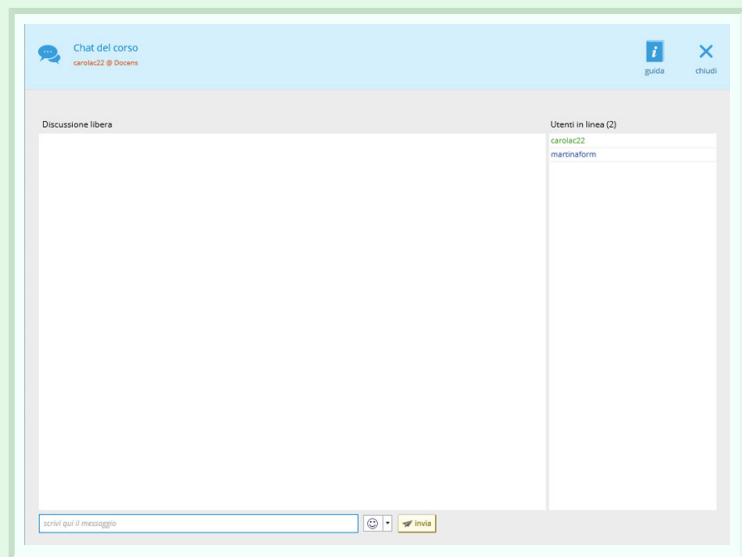 Chat del corso
carolac22 @ Docens
guida
chiudi
Discussione libera
Utenti in linea (2)
carolac22
martinaform
scrivi qui il messaggio
invia